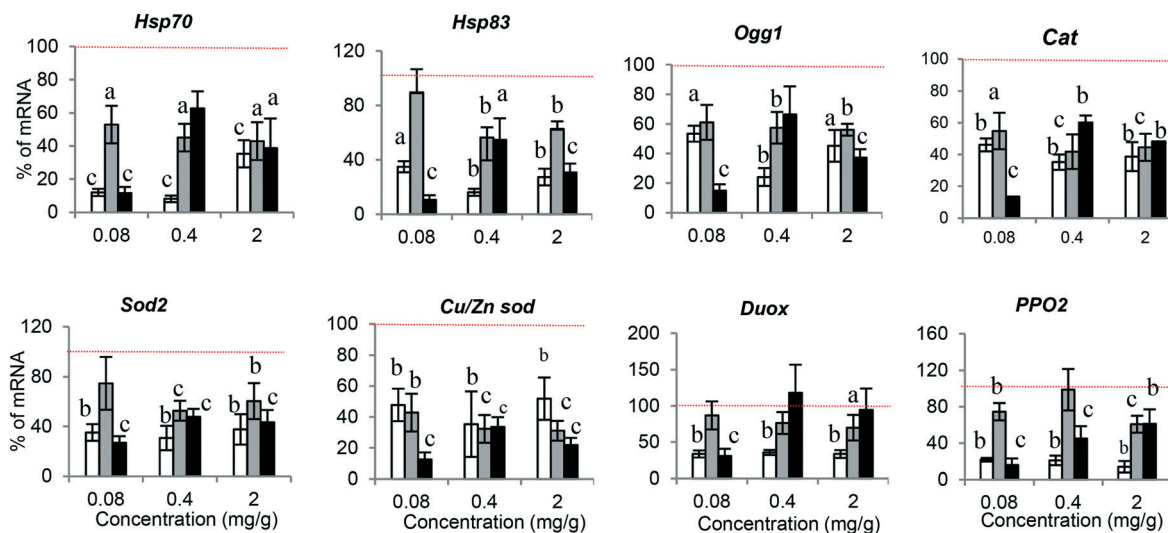 Hsp70
% of mRNA
100
80
60
40
20
0
c a c
c a
c a a
0.08 0.4 2
Hsp83
120
80
40
0
a c
b b a
b b c
0.08 0.4 2
Ogg1
100
80
60
40
20
0
a c
b b
a b c
0.08 0.4 2
Cat
100
80
60
40
20
0
b a c
c b
c c b
0.08 0.4 2
Sod2
% of mRNA
120
80
40
0
b c
b c c
b b c
0.08 0.4 2
Concentration (mg/g)
Cu/Zn sod
100
80
60
40
20
0
b b c
b c c
b c c
0.08 0.4 2
Concentration (mg/g)
Duox
200
150
100
50
0
b c
b b
b a
0.08 0.4 2
Concentration (mg/g)
PPO2
160
120
80
40
0
b b c
b c
b c b
0.08 0.4 2
Concentration (mg/g)